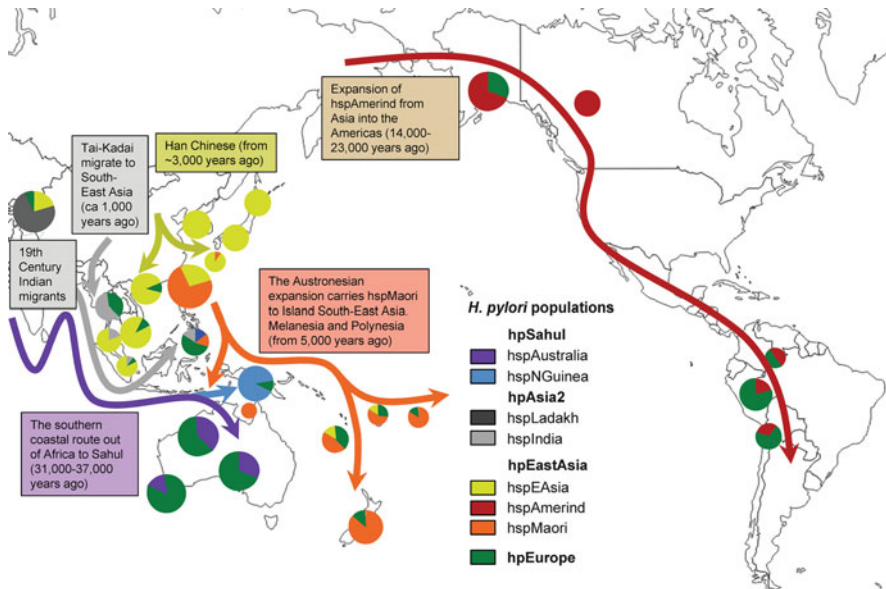 Expansion of
hspAmerind from
Asia into the
Americas (14,000-
23,000 years ago)
Tai-Kadai
migrate to
South-
East Asia
(ca 1,000
years ago)
Han Chinese (from
~3,000 years ago)
19th
Century
Indian
migrants
The Austronesian
expansion carries hspMaori
to Island South-East Asia.
Melanesia and Polynesia
(from 5,000 years ago)
The southern
coastal route out
of Africa to Sahul
(31,000-37,000
years ago)
H. pylori populations
hpSahul
hspAustralia
hspNGuinea
hpAsia2
hspLadakh
hspIndia
hpEastAsia
hspEAsia
hspAmerind
hspMaori
hpEurope